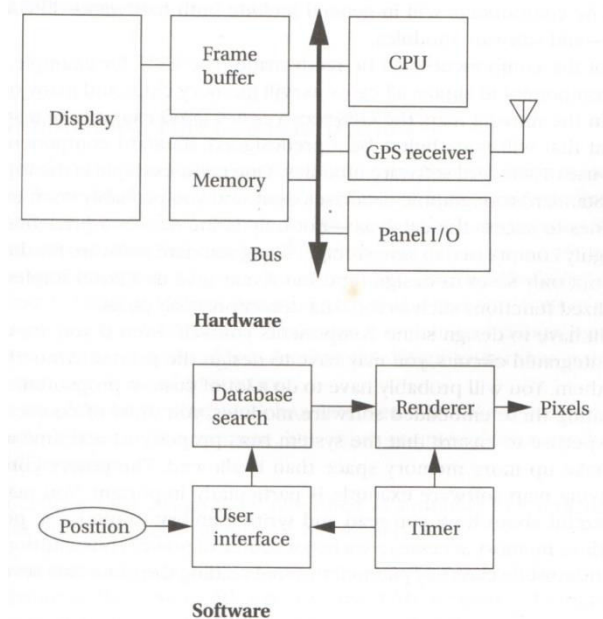 Frame
buffer
CPU
Display
GPS receiver
Memory
Panel I/O
Bus
Hardware
Database
search
Renderer
Pixels
Position
User
interface
Timer
Software